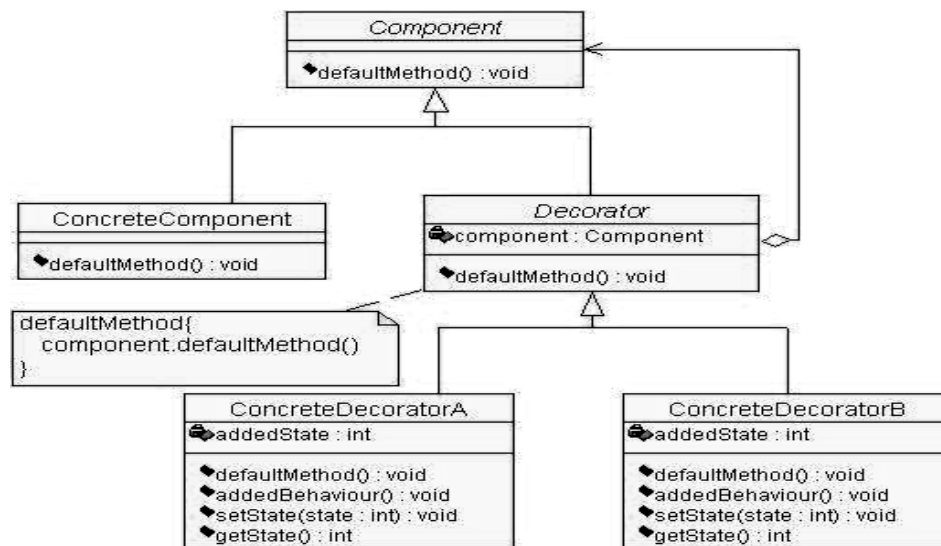 Component
defaultMethod() : void
ConcreteComponent
defaultMethod() : void
Decorator
component : Component
defaultMethod() : void
defaultMethod{
component.defaultMethod()
}
ConcreteDecoratorA
addedState : int
defaultMethod() : void
addedBehaviour() : void
setState(state : int) : void
getState() : int
ConcreteDecoratorB
addedState : int
defaultMethod() : void
addedBehaviour() : void
setState(state : int) : void
getState() : int